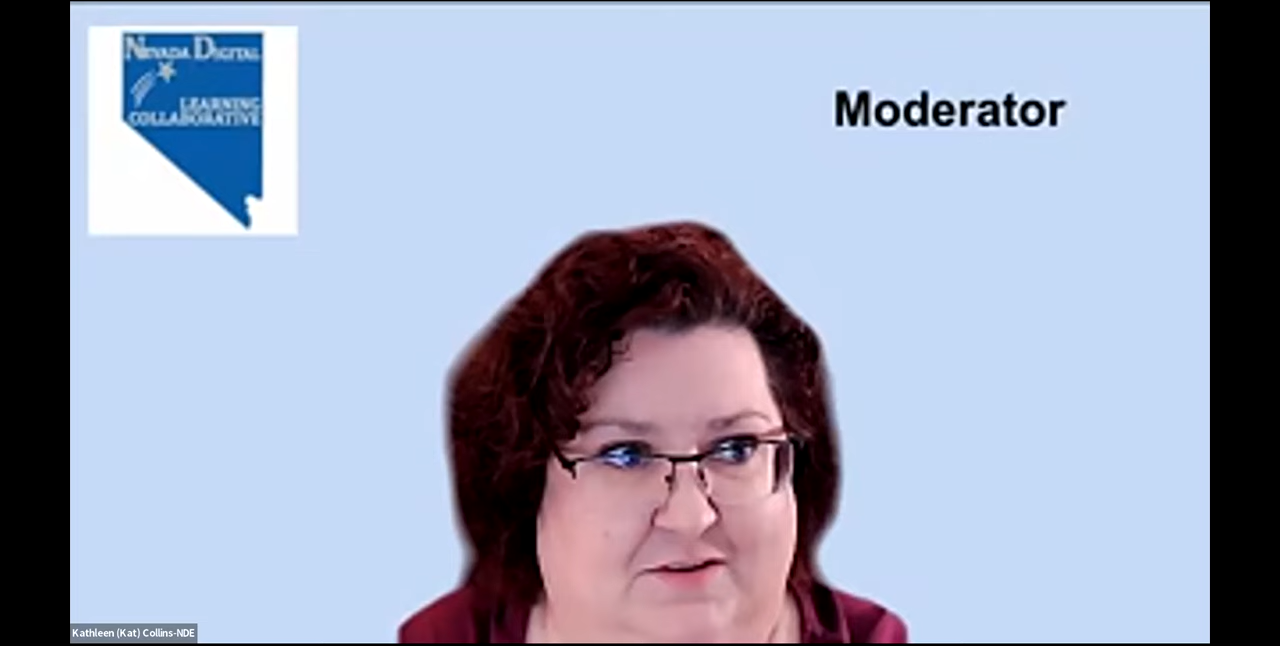 NEVADA DIGITAL
LEARNING
COLLABORATIVE
Moderator
Kathleen (Kat) Collins-NDE